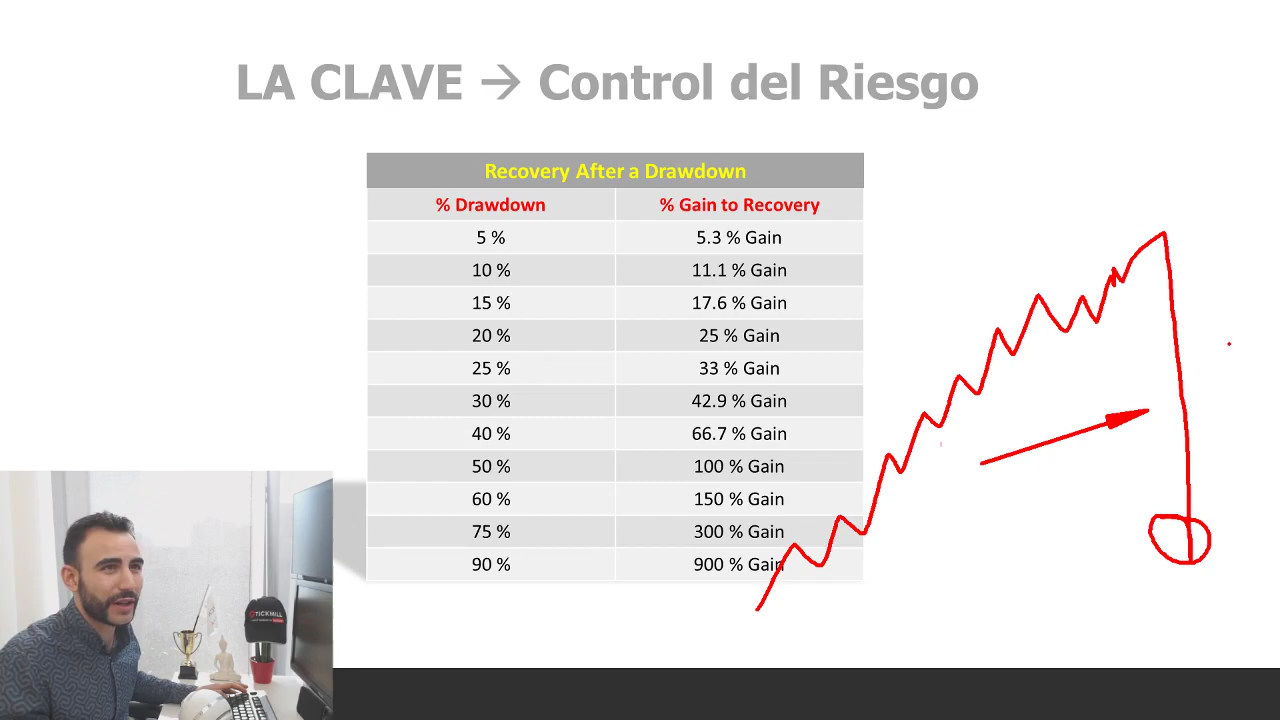 LA CLAVE → Control del Riesgo
Recovery After a Drawdown
% Drawdown % Gain to Recovery
5 % 5.3 % Gain
10 % 11.1 % Gain
15 % 17.6 % Gain
20 % 25 % Gain
25 % 33 % Gain
30 % 42.9 % Gain
40 % 66.7 % Gain
50 % 100 % Gain
60 % 150 % Gain
75 % 300 % Gain
90 % 900 % Gain
TICKMILL